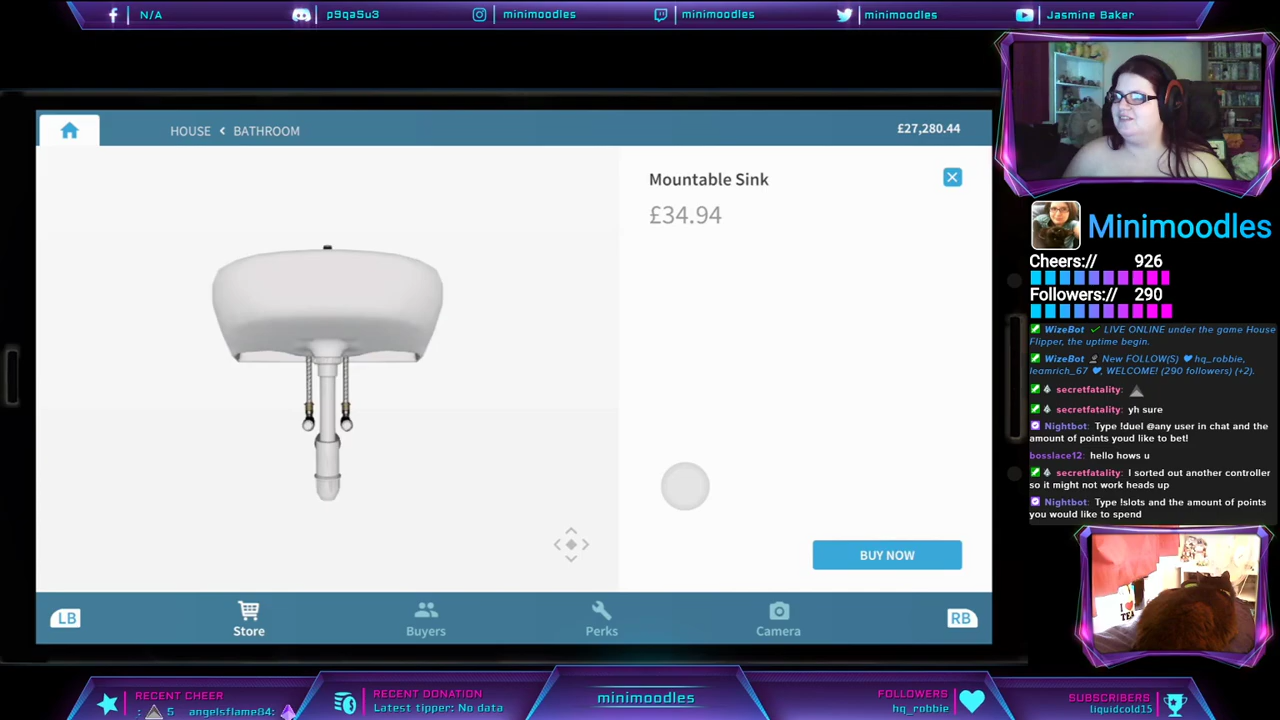 N/A
p9qaSu3
minimoodles
minimoodles
minimoodles
Jasmine Baker
HOUSE < BATHROOM
£27,280.44
Mountable Sink
£34.94
BUY NOW
LB
Store
Buyers
Perks
Camera
RB
Minimoodles
Cheers:// 926
Followers:// 290
WizeBot LIVE ONLINE under the game House
Flipper, the uptime begin.
WizeBot New FOLLOW(S) hq_robbie,
leamrich_67, WELCOME! (290 followers) (+2).
secretfatality:
secretfatality: yh sure
Nightbot: Type !duel @any user in chat and the
amount of points youd like to bet!
bosslace12: hello hows u
secretfatality: I sorted out another controller
so it might not work heads up
Nightbot: Type !slots and the amount of points
you would like to spend
I
TEA
RECENT CHEER
: 5 angelsflame84:
RECENT DONATION
Latest tipper: No data
minimoodles
FOLLOWERS
hq_robbie
SUBSCRIBERS
liquidcold15